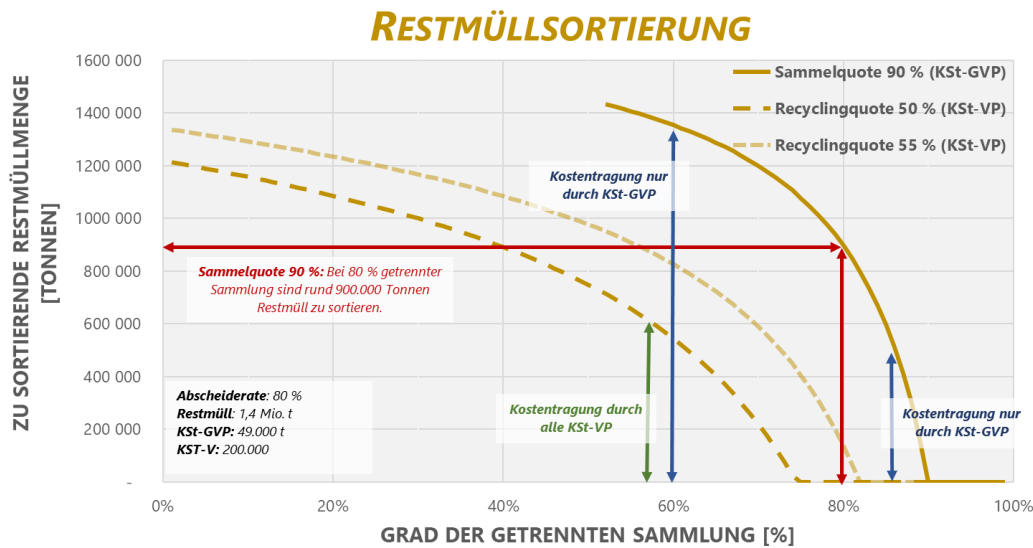 RESTMÜLLSORTIERUNG
ZU SORTIERENDE RESTMÜLLMENGE
[TONNEN]
1600 000
1400 000
1200 000
1000 000
800 000
600 000
400 000
200 000
-
Sammelquote 90 % (KSt-GVP)
Recyclingquote 50 % (KSt-VP)
Recyclingquote 55 % (KSt-VP)
Kostentragung nur
durch KSt-GVP
Sammelquote 90 %: Bei 80 % getrennter
Sammlung sind rund 900.000 Tonnen
Restmüll zu sortieren.
Abscheiderate: 80 %
Restmüll: 1,4 Mio. t
KSt-GVP: 49.000 t
KST-V: 200.000
Kostentragung durch
alle KSt-VP
Kostentragung nur
durch KSt-GVP
0%
20%
40%
60%
80%
100%
GRAD DER GETRENNTEN SAMMLUNG [%]